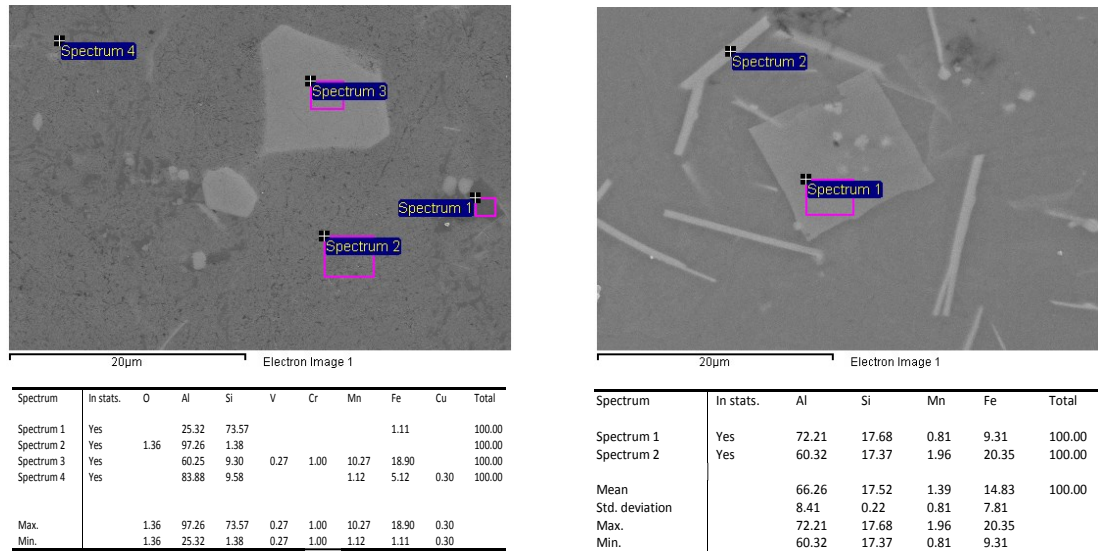 Spectrum 4
Spectrum 3
Spectrum 1
Spectrum 2
20µm Electron Image 1
Spectrum In stats. O Al Si V Cr Mn Fe Cu Total
Spectrum 1 Yes 25.32 73.57 1.11 100.00
Spectrum 2 Yes 1.36 97.26 1.38 100.00
Spectrum 3 Yes 60.25 9.30 0.27 1.00 10.27 18.90 100.00
Spectrum 4 Yes 83.88 9.58 1.12 5.12 0.30 100.00
Max. 1.36 97.26 73.57 0.27 1.00 10.27 18.90 0.30
Min. 1.36 25.32 1.38 0.27 1.00 1.12 1.11 0.30
Spectrum 2
Spectrum 1
20µm Electron Image 1
Spectrum In stats. Al Si Mn Fe Total
Spectrum 1 Yes 72.21 17.68 0.81 9.31 100.00
Spectrum 2 Yes 60.32 17.37 1.96 20.35 100.00
Mean 66.26 17.52 1.39 14.83 100.00
Std. deviation 8.41 0.22 0.81 7.81
Max. 72.21 17.68 1.96 20.35
Min. 60.32 17.37 0.81 9.31